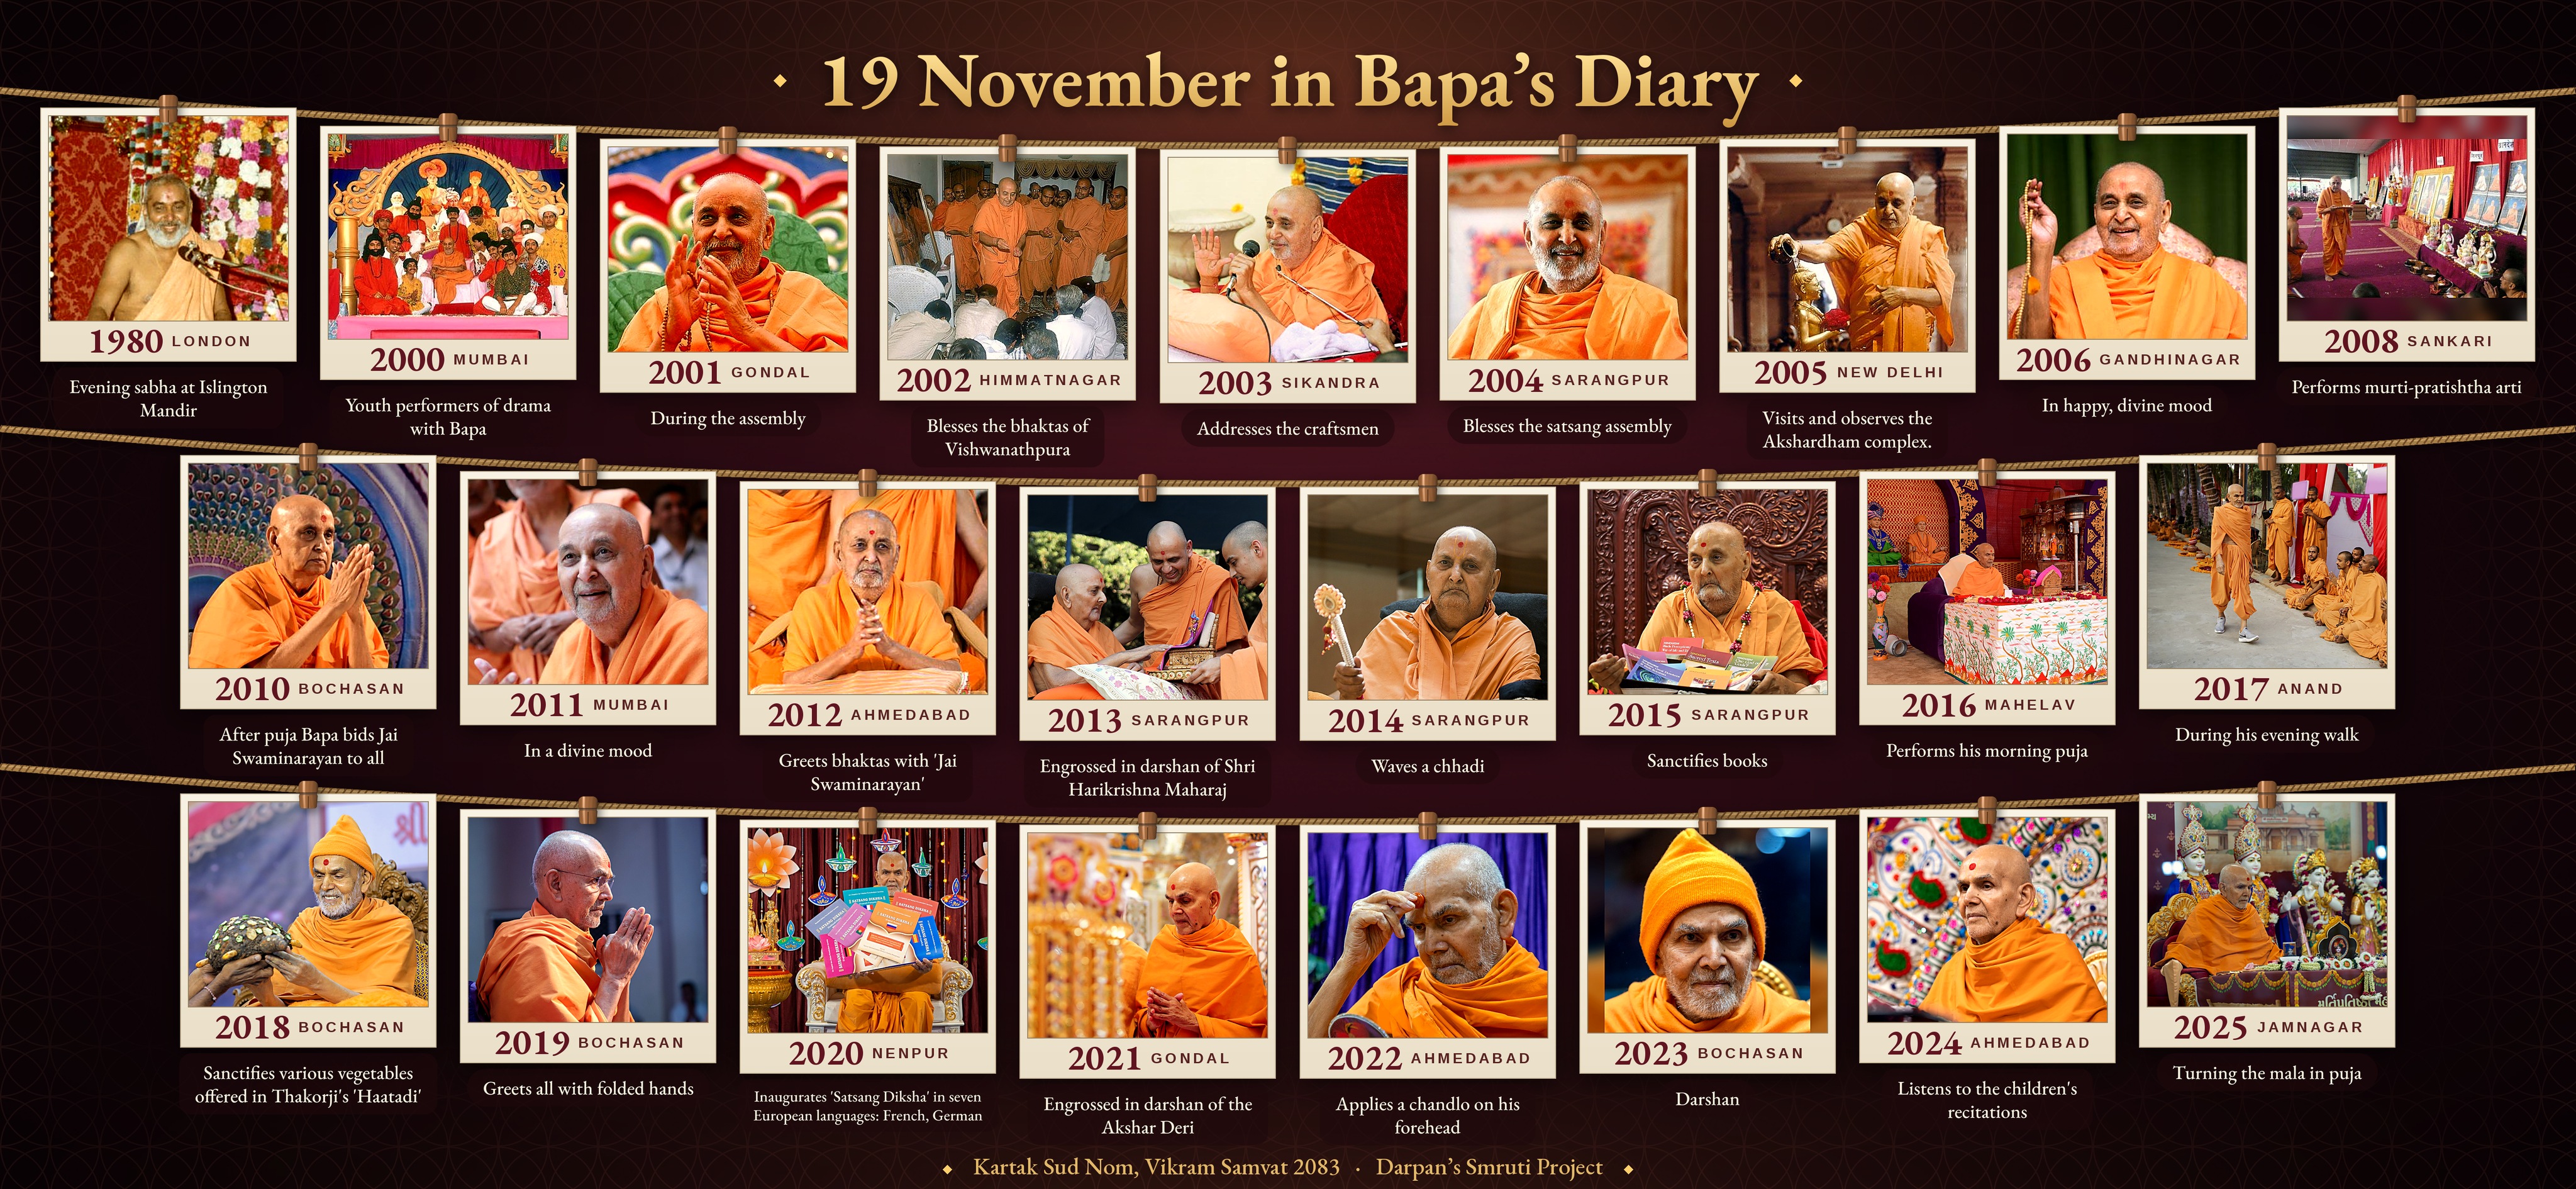 19 November in Bapa's Diary
1980 LONDON
Evening sabha at Islington
Mandir
2000 MUMBAI
Youth performers of drama
with Bapa
2001 GONDAL
During the assembly
2002 HIMMATNAGAR
Blesses the bhaktas of
Vishwanathpura
2003 SIKANDRA
Addresses the craftsmen
2004 SARANGPUR
Blesses the satsang assembly
2005 NEW DELHI
Visits and observes the
Akshardham complex.
2006 GANDHINAGAR
In happy, divine mood
2008 SANKARI
Performs murti-pratishtha arti
2010 BOCHASAN
After puja Bapa bids Jai
Swaminarayan to all
2011 MUMBAI
In a divine mood
2012 AHMEDABAD
Greets bhaktas with 'Jai
Swaminarayan'
2013 SARANGPUR
Engrossed in darshan of Shri
Harikrishna Maharaj
2014 SARANGPUR
Waves a chhadi
2015 SARANGPUR
Sanctifies books
2016 MAHELAV
Performs his morning puja
2017 ANAND
During his evening walk
श्री
2018 BOCHASAN
Sanctifies various vegetables
offered in Thakorji's 'Haatadi'
2019 BOCHASAN
Greets all with folded hands
2020 NENPUR
Inaugurates 'Satsang Diksha' in seven
European languages: French, German
2021 GONDAL
Engrossed in darshan of the
Akshar Deri
2022 AHMEDABAD
Applies a chandlo on his
forehead
2023 BOCHASAN
Darshan
2024 AHMEDABAD
Listens to the children's
recitations
2025 JAMNAGAR
Turning the mala in puja
Kartak Sud Nom, Vikram Samvat 2083 · Darpan's Smruti Project